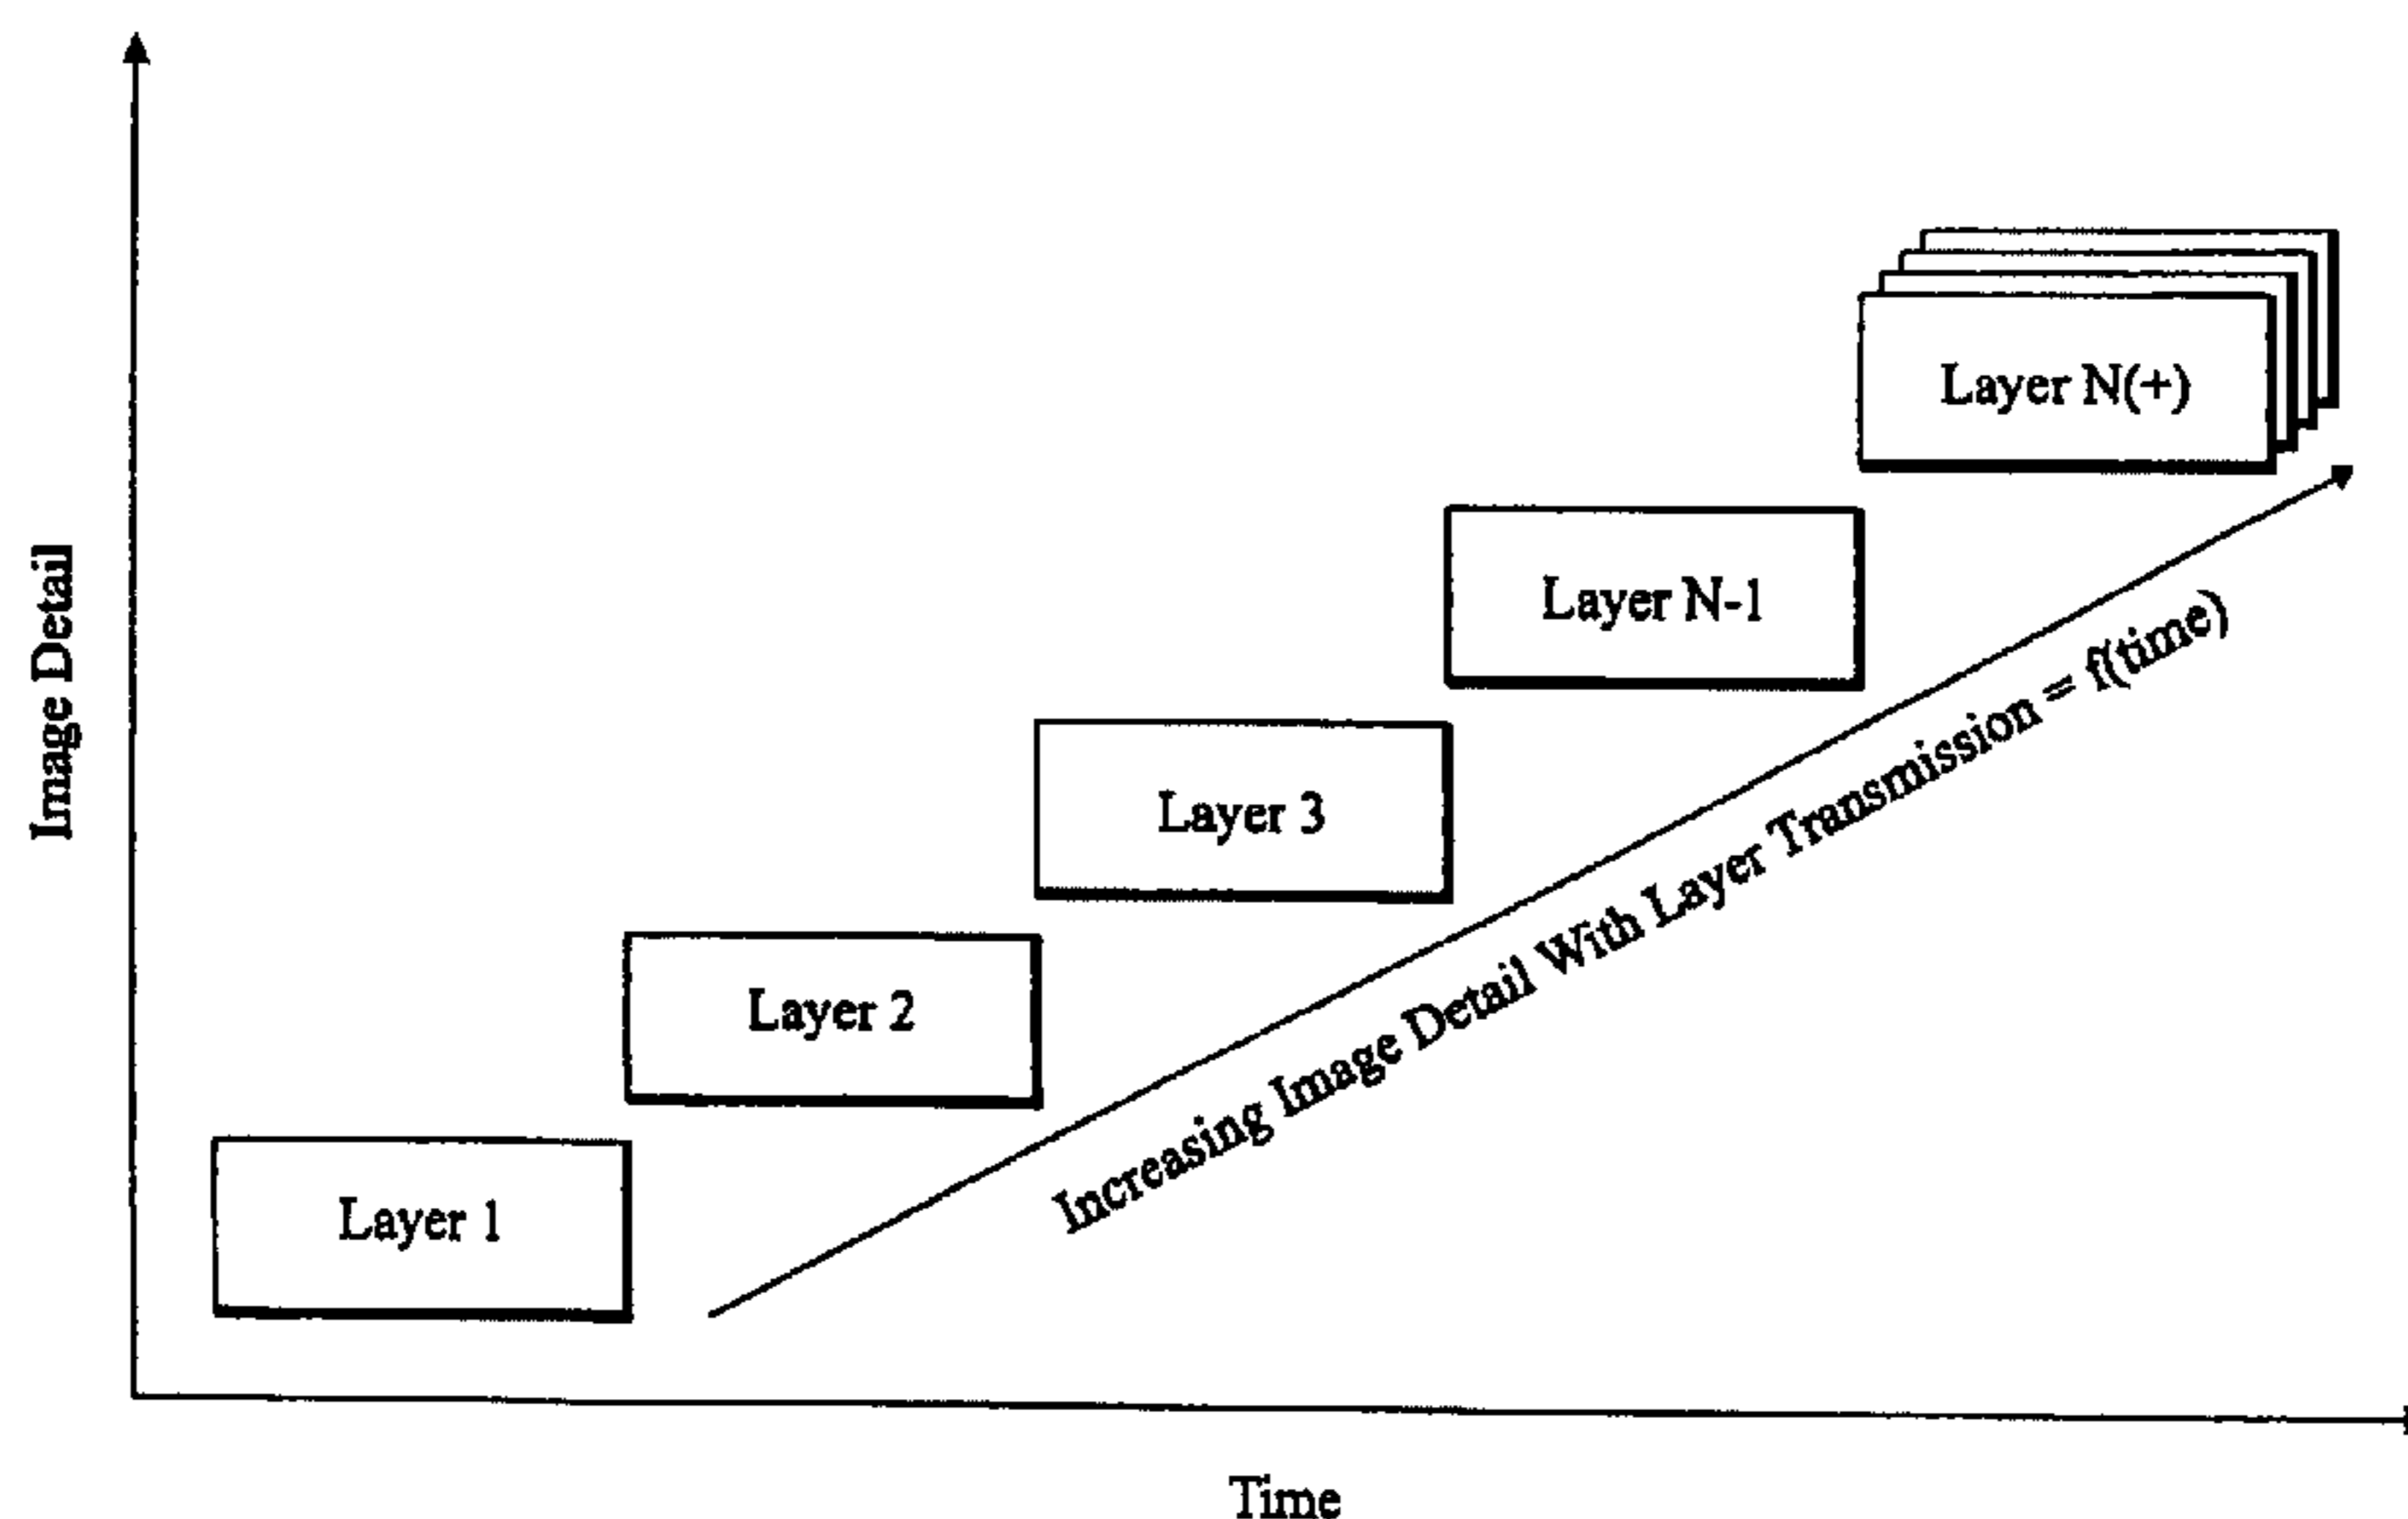 Image Detail
Layer N(+)
Layer N-1
Layer 3
Layer 2
Layer 1
Increasing Image Detail With Layer Transmission = f(time)
Time